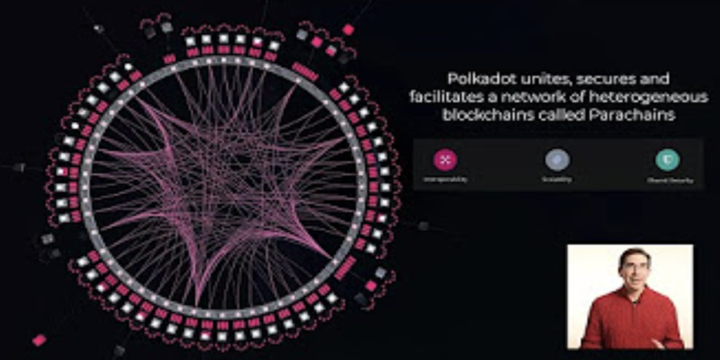 Polkadot unites, secures and
facilitates a network of heterogeneous
blockchains called Parachains
Interoperability
Scalability
Shared Security